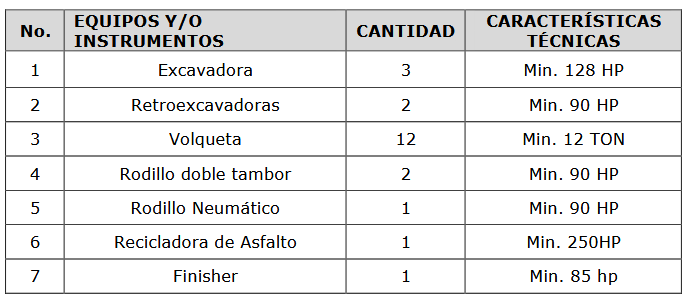 No. EQUIPOS Y/O INSTRUMENTOS CANTIDAD CARACTERÍSTICAS TÉCNICAS
1 Excavadora 3 Min. 128 HP
2 Retroexcavadoras 2 Min. 90 HP
3 Volqueta 12 Min. 12 TON
4 Rodillo doble tambor 2 Min. 90 HP
5 Rodillo Neumático 1 Min. 90 HP
6 Recicladora de Asfalto 1 Min. 250HP
7 Finisher 1 Min. 85 hp